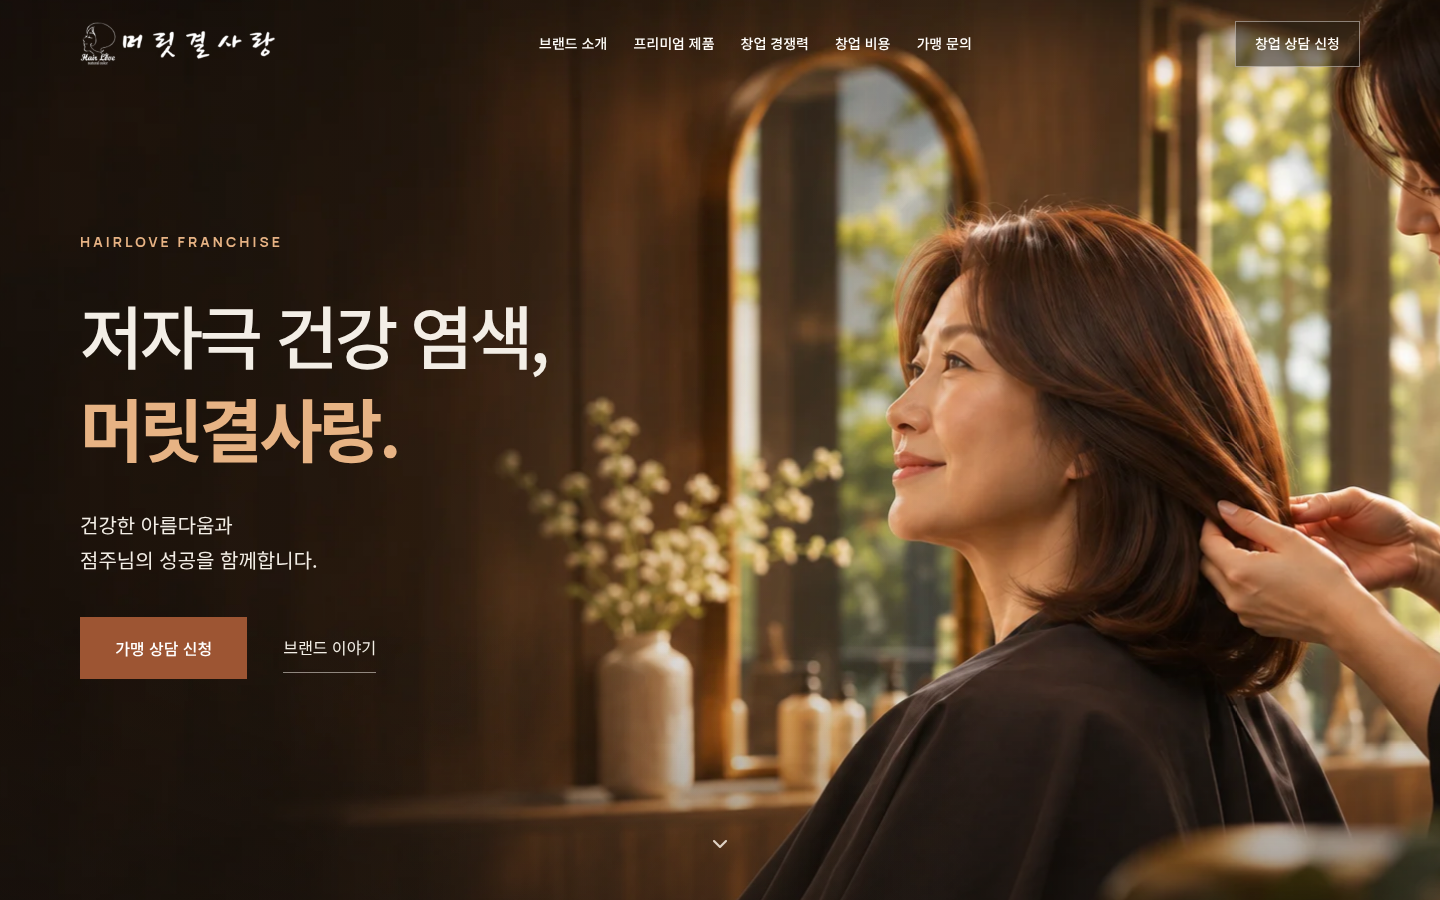 머릿결사랑
Hair Love
브랜드 소개
프리미엄 제품
창업 경쟁력
창업 비용
가맹 문의
창업 상담 신청
HAIRLOVE FRANCHISE
저자극 건강 염색,
머릿결사랑.
건강한 아름다움과
점주님의 성공을 함께합니다.
가맹 상담 신청
브랜드 이야기